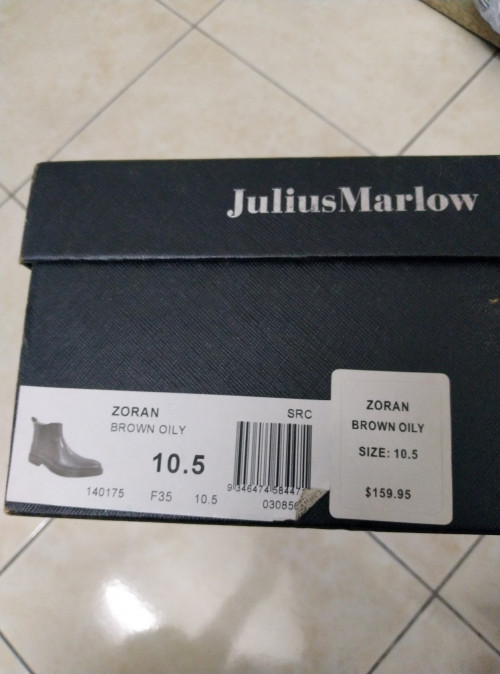 JuliusMarlow
ZORAN
BROWN OILY
SRC
10.5
140175 F35 10.5
ZORAN
BROWN OILY
SIZE: 10.5
$159.95